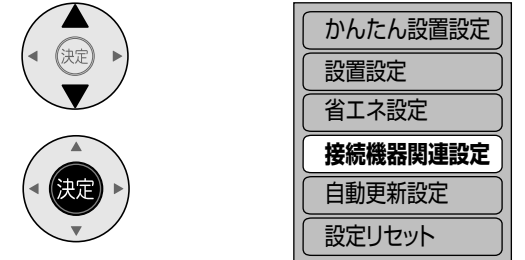 決定
決定
かんたん設置設定
設置設定
省エネ設定
接続機器関連設定
自動更新設定
設定リセット